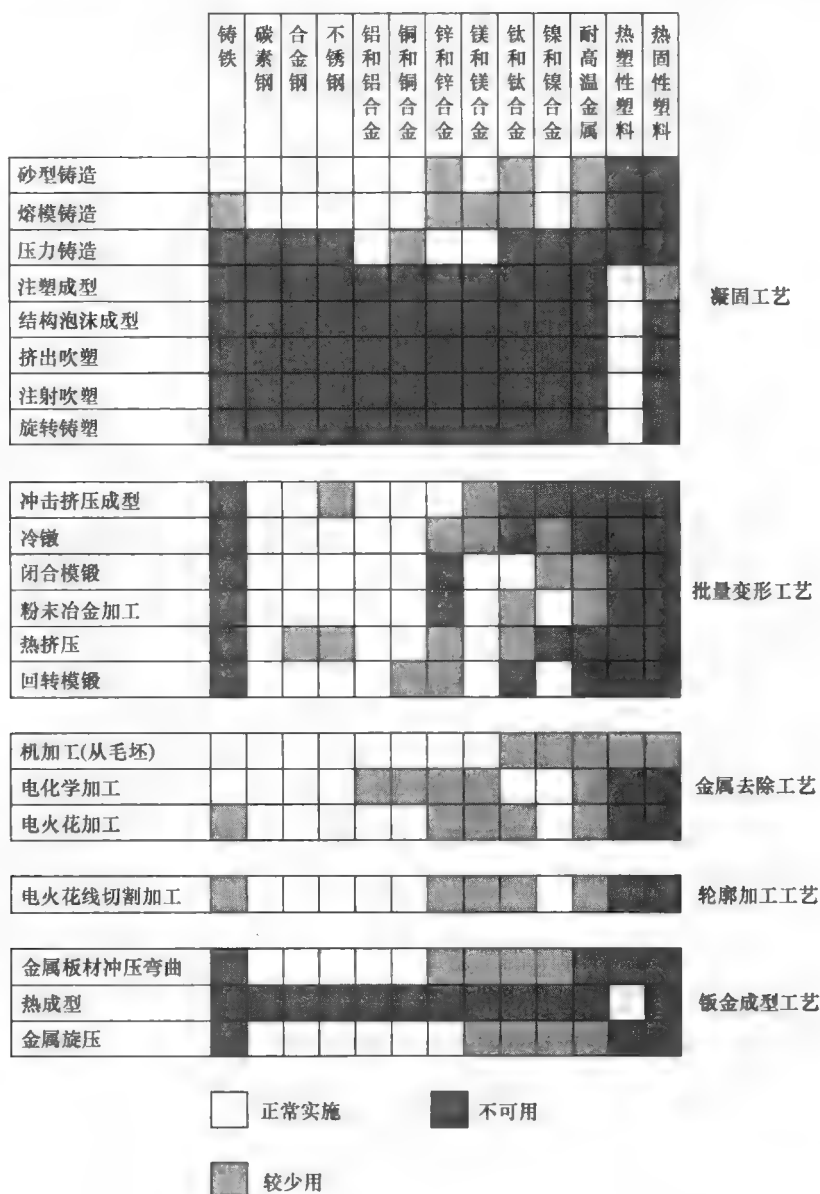 铸铁
碳素钢
合金钢
不锈钢
铝和铝合金
铜和铜合金
锌和锌合金
镁和镁合金
钛和钛合金
镍和镍合金
耐高温金属
热塑性塑料
热固性塑料
砂型铸造
熔模铸造
压力铸造
注塑成型
结构泡沫成型
挤出吹塑
注射吹塑
旋转铸塑
凝固工艺
冲击挤压成型
冷镦
闭合模锻
粉末冶金加工
热挤压
回转模锻
批量变形工艺
机加工(从毛坯)
电化学加工
电火花加工
金属去除工艺
电火花线切割加工
轮廓加工工艺
金属板材冲压弯曲
热成型
金属旋压
钣金成型工艺
正常实施
不可用
较少用